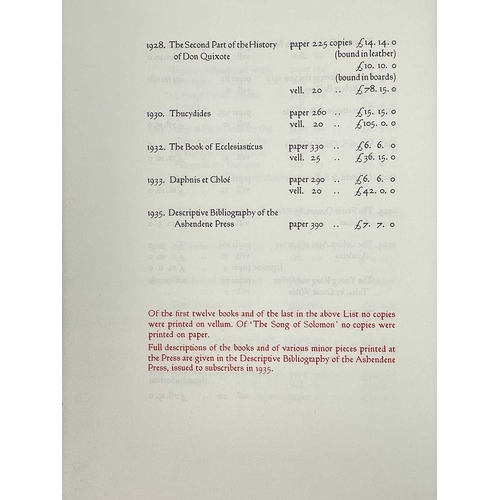 1928. The Second Part of the History paper 225 copies £14. 14. 0
of Don Quixote (bound in leather)
£10. 10. 0
(bound in boards)
vell. 20 .. £78. 15. 0
1930. Thucydides paper 260 .. £15. 15. 0
vell. 20 .. £105. 0. 0
1932. The Book of Ecclesiasticus paper 330 .. £6. 6. 0
vell. 25 .. £36. 15. 0
1933. Daphnis et Chloé paper 290 .. £6. 6. 0
vell. 20 .. £42. 0. 0
1935. Descriptive Bibliography of the
Ashendene Press paper 390 .. £7. 7. 0
Of the first twelve books and of the last in the above List no copies
were printed on vellum. Of 'The Song of Solomon' no copies were
printed on paper.
Full descriptions of the books and of various minor pieces printed at
the Press are given in the Descriptive Bibliography of the Ashendene
Press, issued to subscribers in 1935.